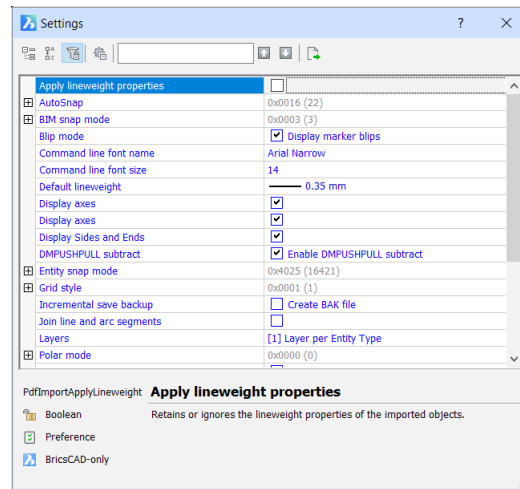 Settings
Apply lineweight properties
AutoSnap 0x0016 (22)
BIM snap mode 0x0003 (3)
Blip mode Display marker blips
Command line font name Arial Narrow
Command line font size 14
Default lineweight 0.35 mm
Display axes
Display axes
Display Sides and Ends
DMPUSHPULL subtract Enable DMPUSHPULL subtract
Entity snap mode 0x4025 (16421)
Grid style 0x0001 (1)
Incremental save backup Create BAK file
Join line and arc segments
Layers [1] Layer per Entity Type
Polar mode 0x0000 (0)
PdfImportApplyLineweight Apply lineweight properties
Boolean Retains or ignores the lineweight properties of the imported objects.
Preference
BricsCAD-only